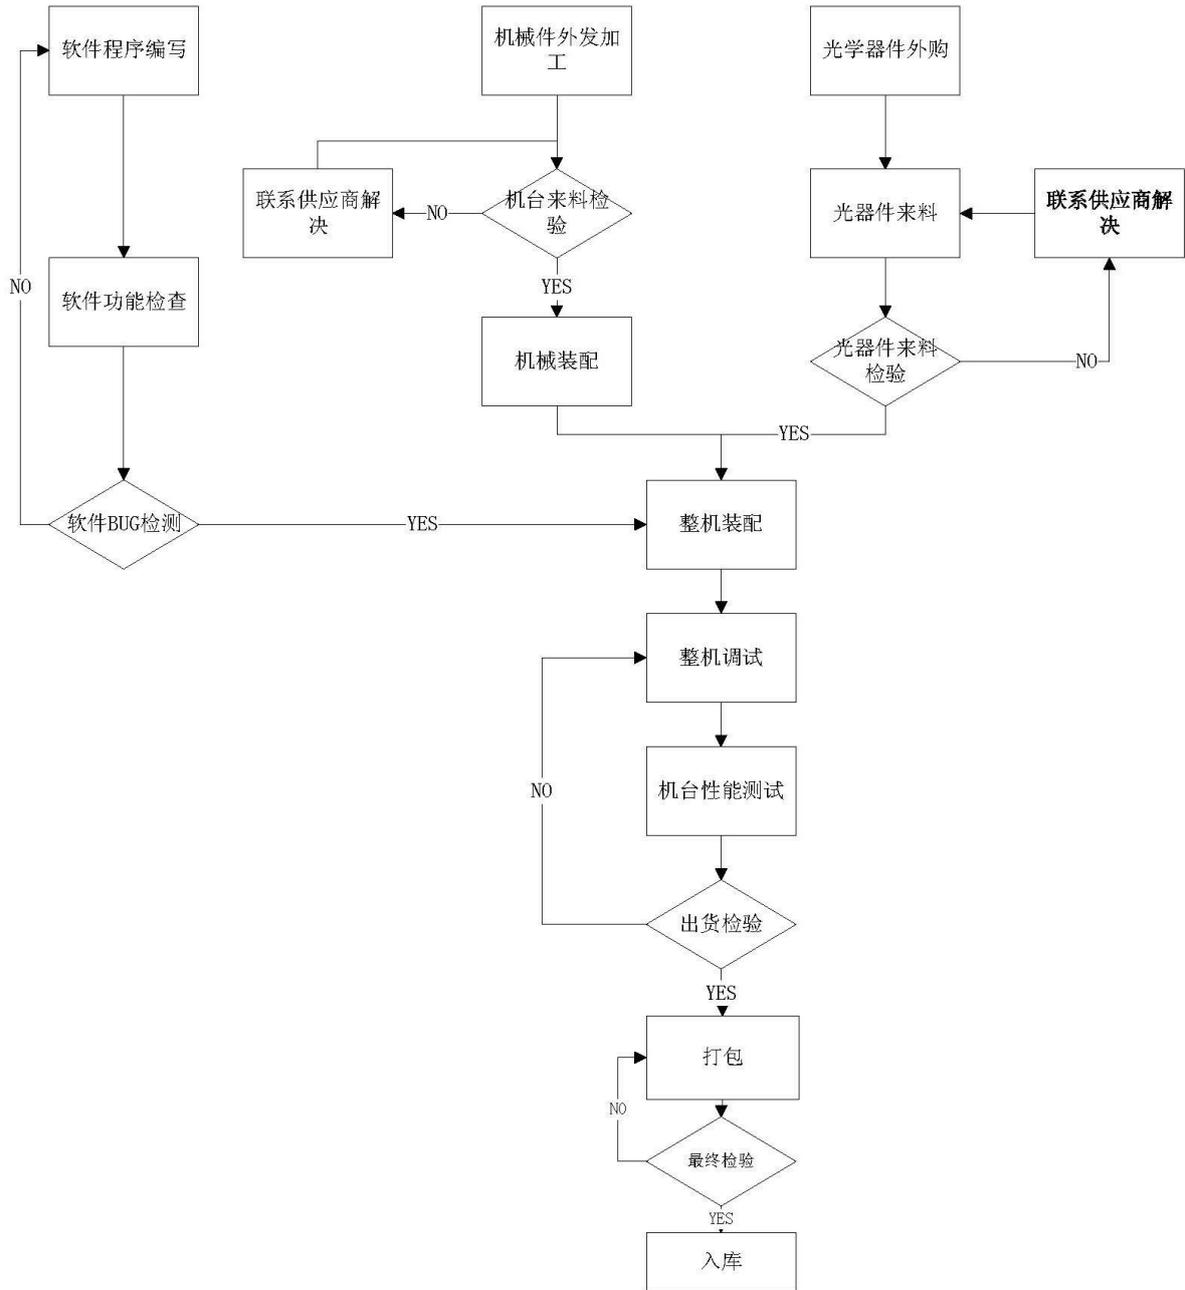 软件程序编写
机械件外发加
工
光学器件外购
联系供应商解
决
NO
机台来料检
验
光器件来料
联系供应商解
决
NO
软件功能检查
YES
机械装配
光器件来料
检验
NO
YES
软件BUG检测
YES
整机装配
整机调试
NO
机台性能测试
出货检验
YES
打包
NO
最终检验
YES
入库